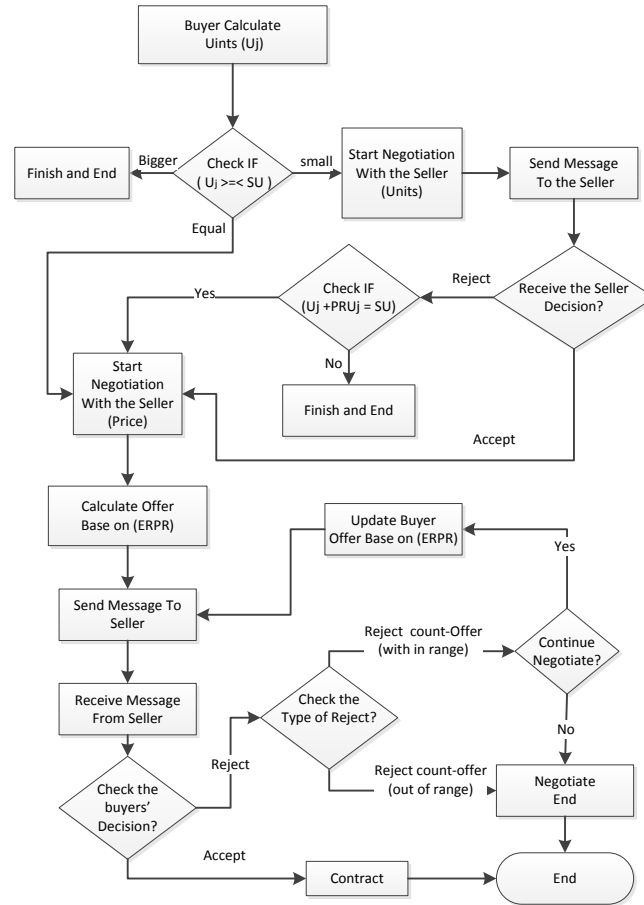 Buyer Calculate
Uints (Uj)
Bigger
Check IF
( Uj >=< SU )
small
Finish and End
Start Negotiation
With the Seller
(Units)
Send Message
To the Seller
Equal
Receive the Seller
Decision?
Reject
Check IF
(Uj +PRUj = SU)
Yes
No
Finish and End
Start
Negotiation
With the Seller
(Price)
Accept
Calculate Offer
Base on (ERPR)
Update Buyer
Offer Base on (ERPR)
Yes
Send Message To
Seller
Reject count-Offer
(with in range)
Continue
Negotiate?
Receive Message
From Seller
Check the
Type of Reject?
No
Reject
Reject count-offer
(out of range)
Negotiate
End
Check the
buyers'
Decision?
Accept
Contract
End